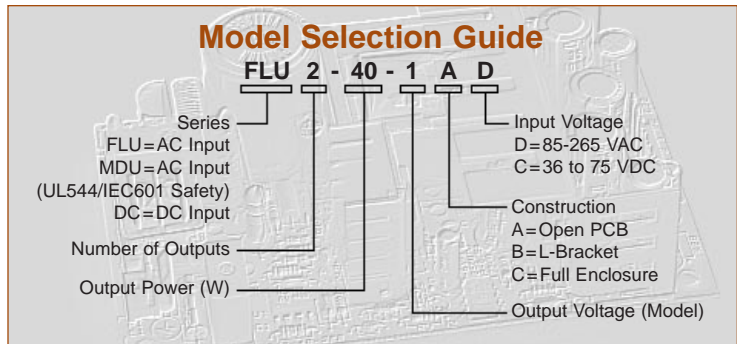 Model Selection Guide
FLU 2 - 40 - 1 A D
Series
FLU=AC Input
MDU=AC Input
(UL544/IEC601 Safety)
DC=DC Input
Number of Outputs
Output Power (W)
Input Voltage
D=85-265 VAC
C=36 to 75 VDC
Construction
A=Open PCB
B=L-Bracket
C=Full Enclosure
Output Voltage (Model)